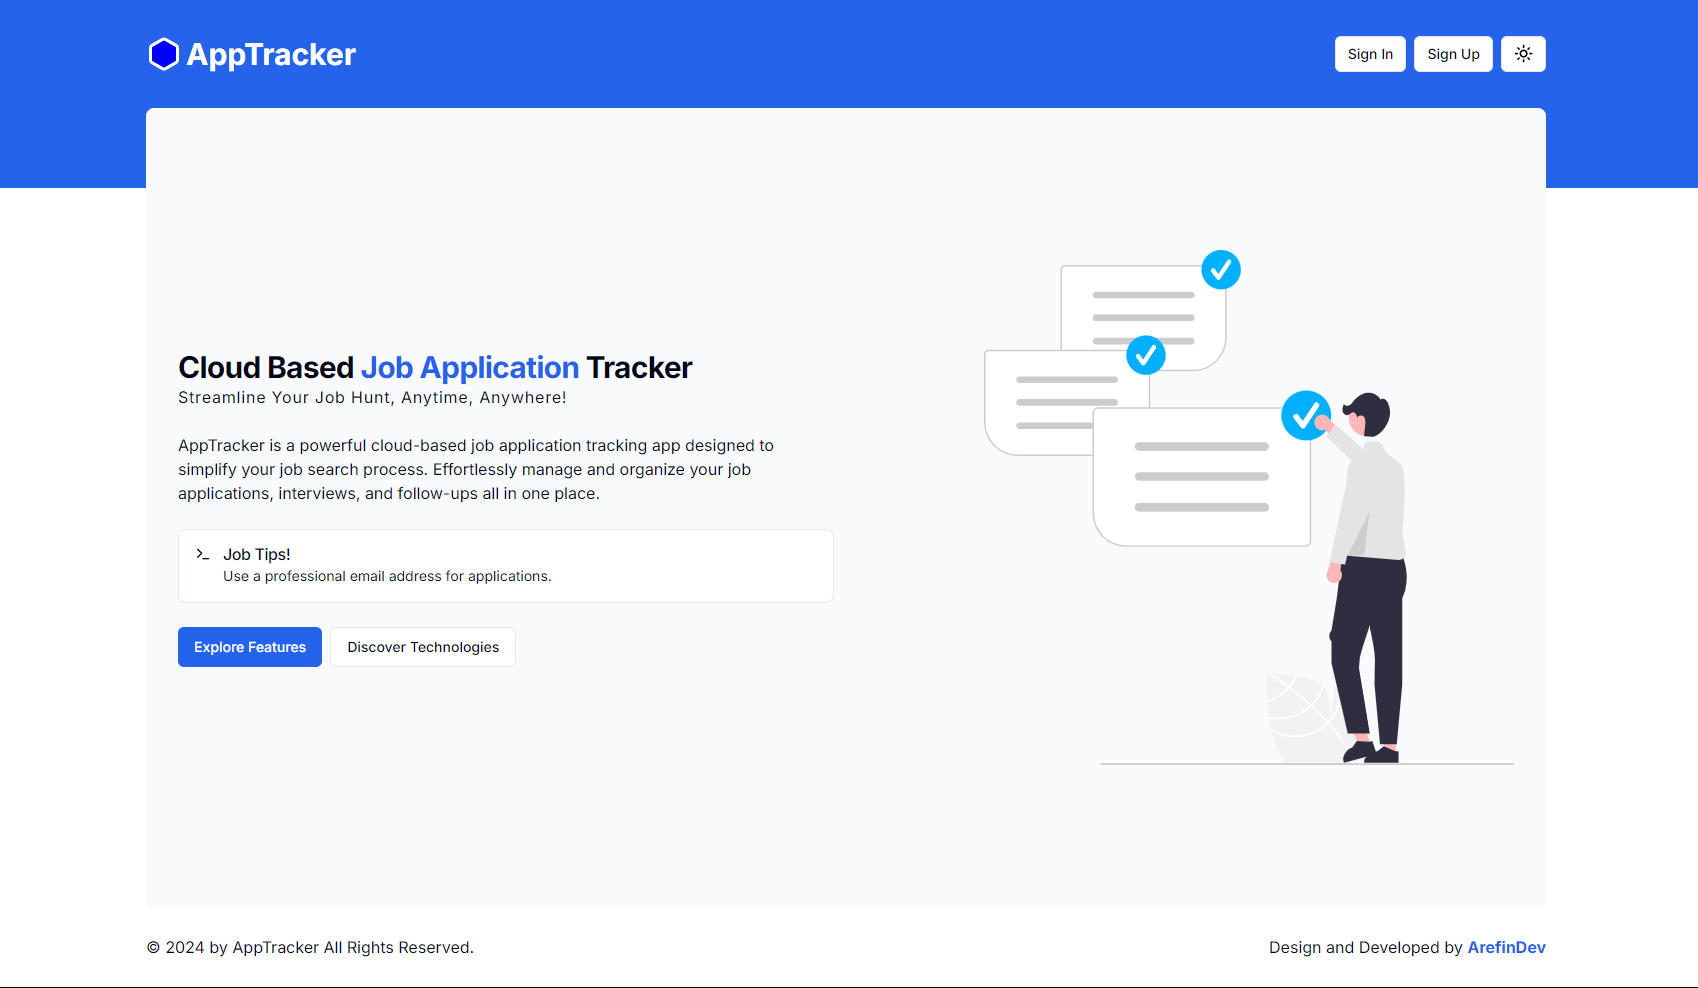 AppTracker
Sign In
Sign Up
Cloud Based Job Application Tracker
Streamline Your Job Hunt, Anytime, Anywhere!
AppTracker is a powerful cloud-based job application tracking app designed to
simplify your job search process. Effortlessly manage and organize your job
applications, interviews, and follow-ups all in one place.
Job Tips!
Use a professional email address for applications.
Explore Features
Discover Technologies
© 2024 by AppTracker All Rights Reserved.
Design and Developed by ArefinDev